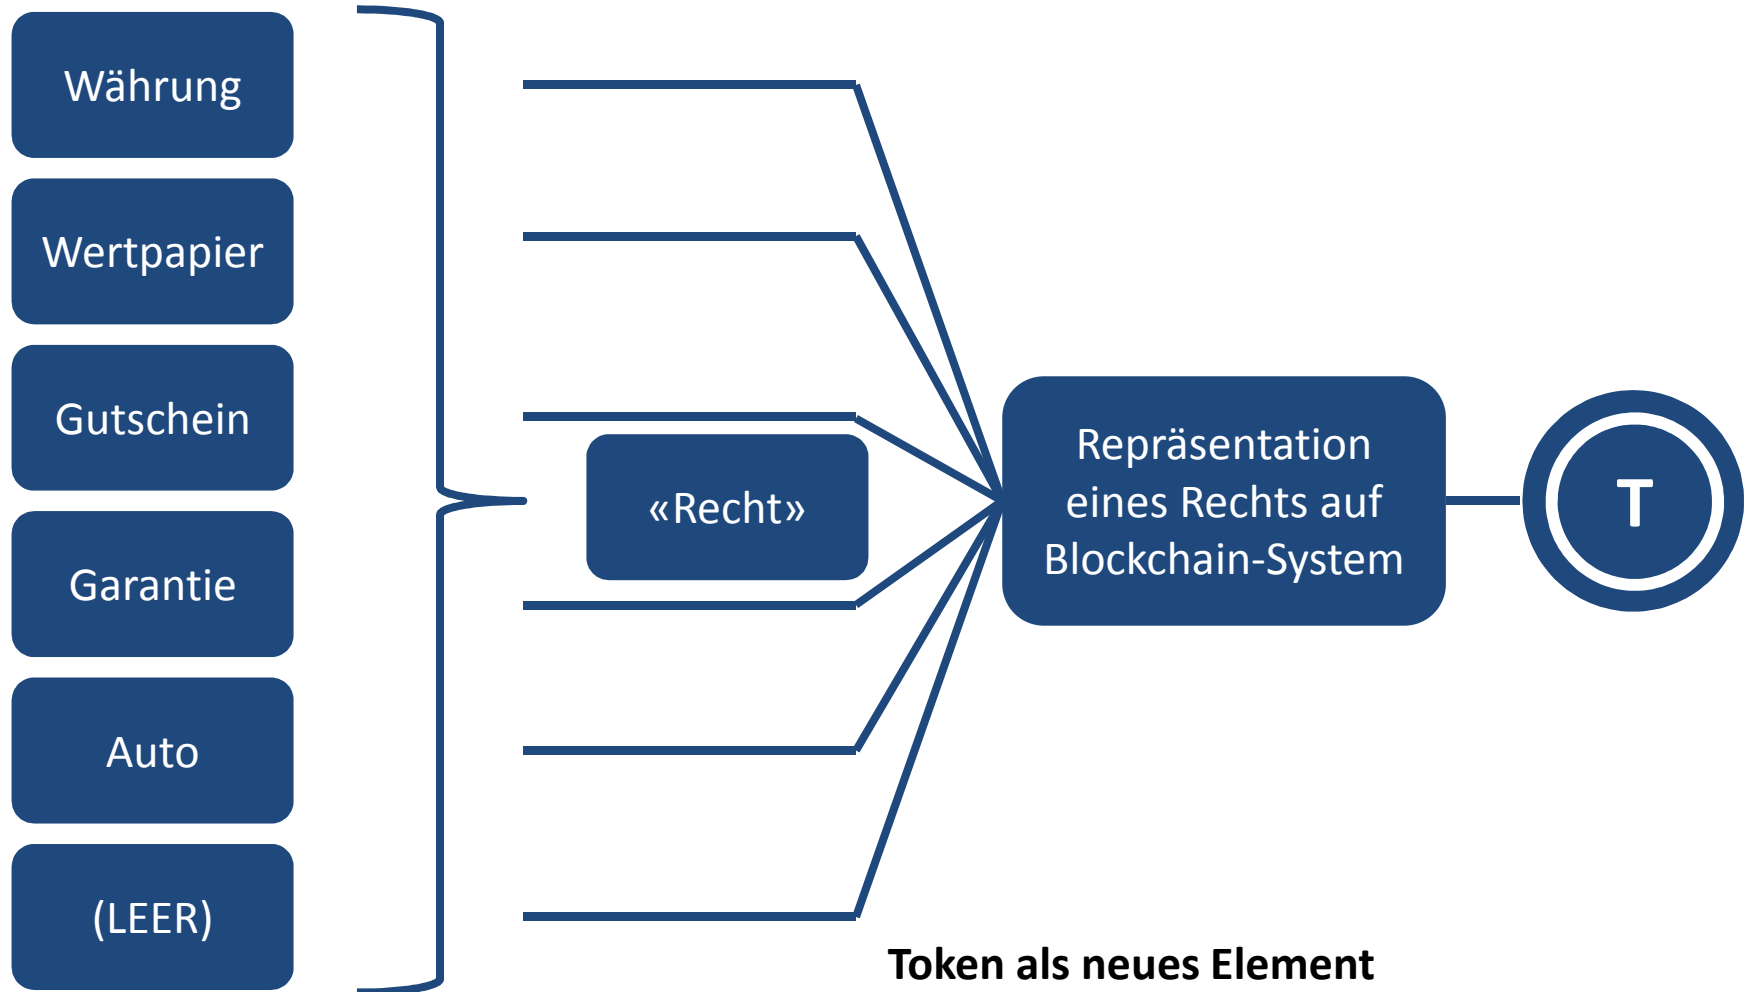 Währung
Wertpapier
Gutschein
Garantie
Auto
(LEER)
«Recht»
Repräsentation
eines Rechts auf
Blockchain-System
T
Token als neues Element